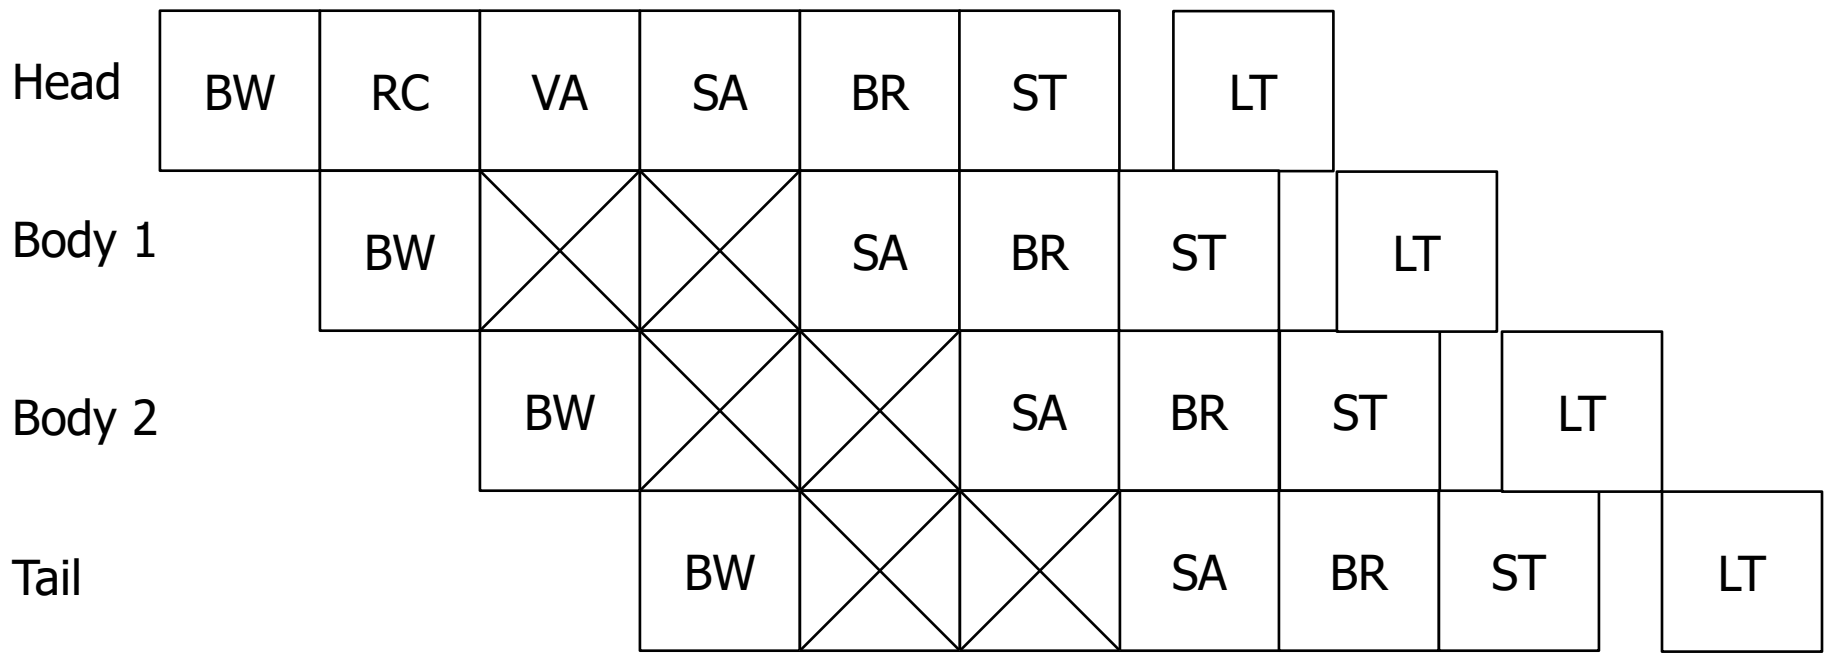 Head BW RC VA SA BR ST LT
Body 1 BW SA BR ST LT
Body 2 BW SA BR ST LT
Tail BW SA BR ST LT